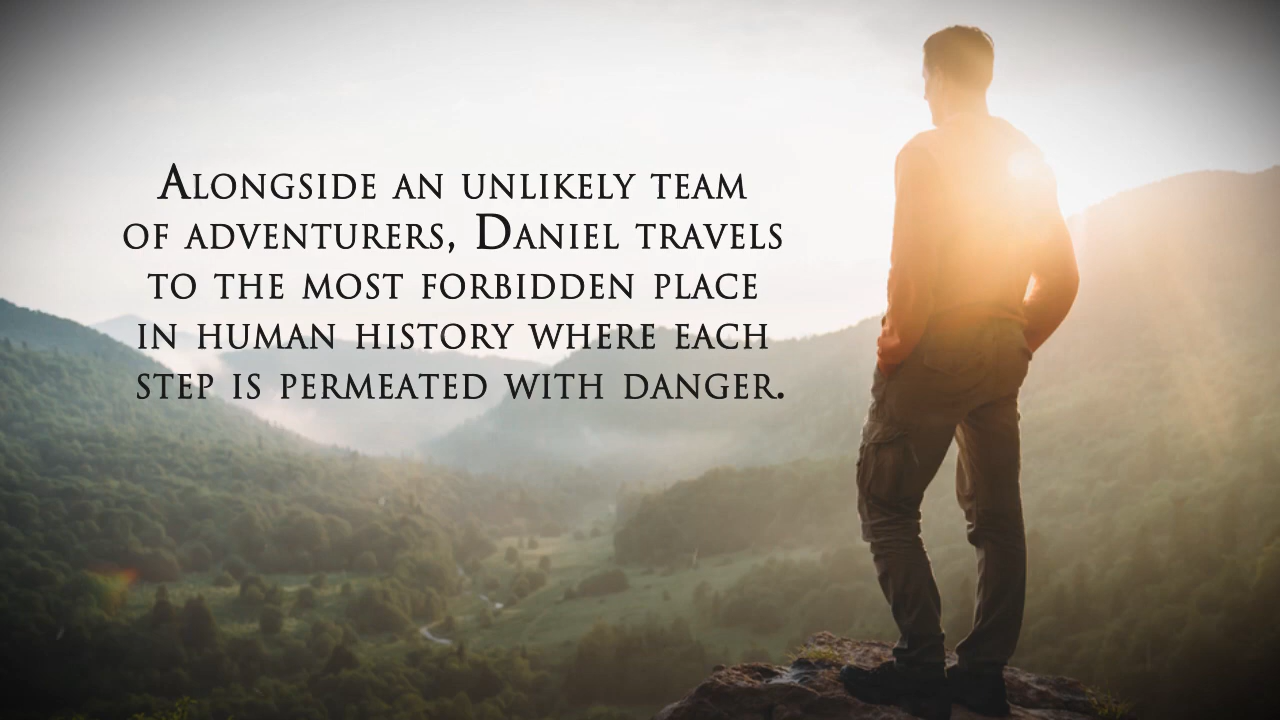 Alongside an unlikely team
of adventurers, Daniel travels
to the most forbidden place
in human history where each
step is permeated with danger.